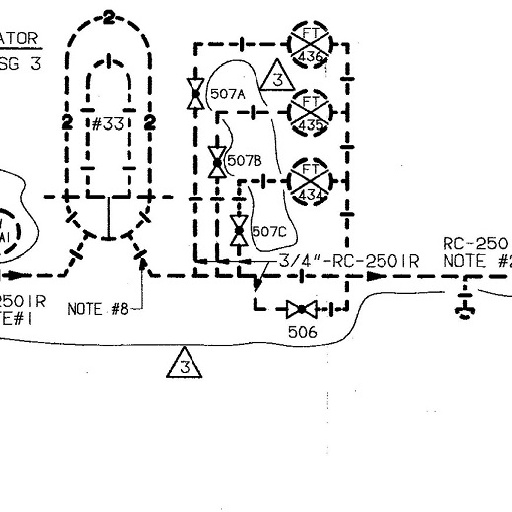 ATOR
SG 3
2
2
#33
2
FT
436
FT
435
FT
434
507A
507B
507C
3
AI
2501R
TE#1
NOTE #8
3/4"-RC-2501R
RC-250
NOTE #2
506
3